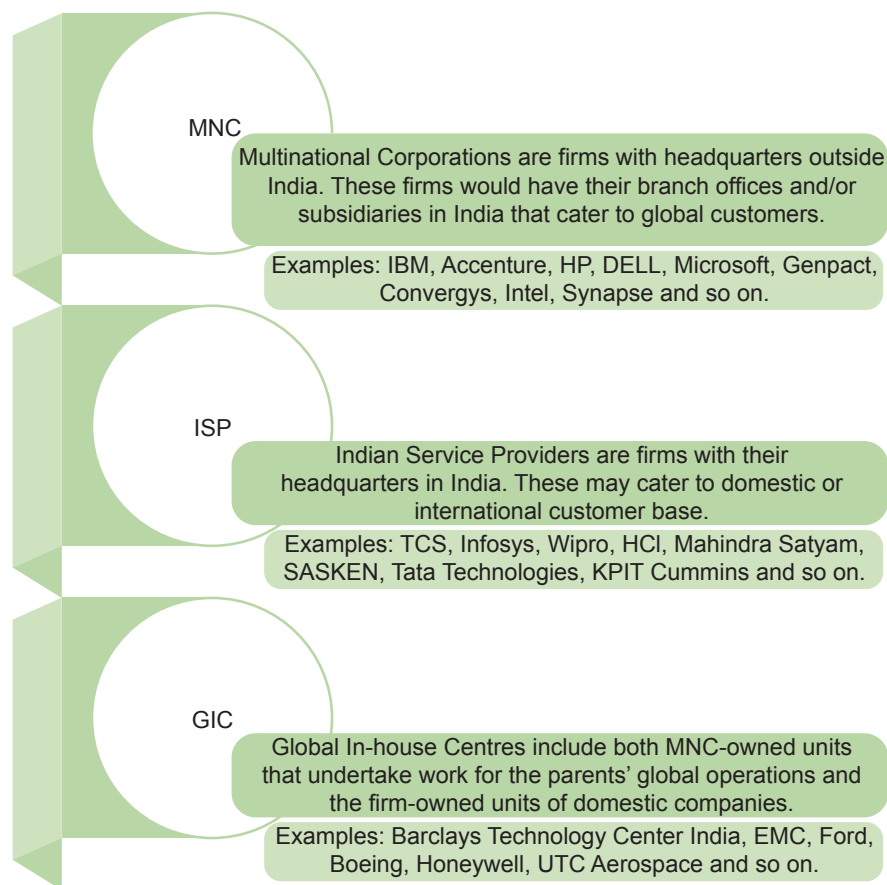 MNC
Multinational Corporations are firms with headquarters outside
India. These firms would have their branch offices and/or
subsidiaries in India that cater to global customers.
Examples: IBM, Accenture, HP, DELL, Microsoft, Genpact,
Convergys, Intel, Synapse and so on.
ISP
Indian Service Providers are firms with their
headquarters in India. These may cater to domestic or
international customer base.
Examples: TCS, Infosys, Wipro, HCl, Mahindra Satyam,
SASKEN, Tata Technologies, KPIT Cummins and so on.
GIC
Global In-house Centres include both MNC-owned units
that undertake work for the parents’ global operations and
the firm-owned units of domestic companies.
Examples: Barclays Technology Center India, EMC, Ford,
Boeing, Honeywell, UTC Aerospace and so on.